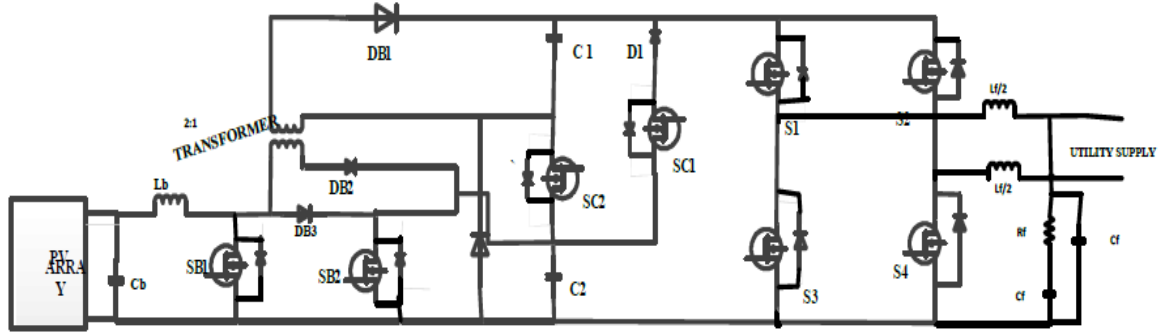 DB1
C 1
D1
2:1
TRANSFORMER
S1
S2
Lf/2
UTILITY SUPPLY
SC1
DB2
Lf/2
Lb
SC2
DB3
PV
ARRA
Y
SB1
SB2
Cb
C2
S3
S4
Rf
Cf
Cf